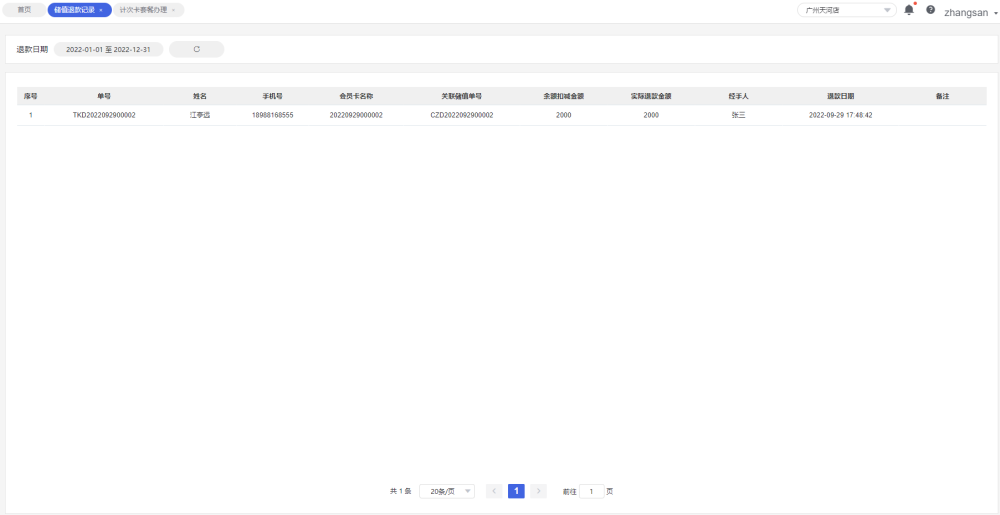 首页 储值退款记录 × 计次卡套餐办理 × 广州天河店 zhangsan
退款日期 2022-01-01 至 2022-12-31
序号 单号 姓名 手机号 会员卡名称 关联储值单号 余额扣减金额 实际退款金额 经手人 退款日期 备注
1 TKD2022092900002 江亭远 18988168555 20220929000002 CZD2022092900002 2000 2000 张三 2022-09-29 17:48:42
共 1 条 20条/页 < 1 > 前往 1 页